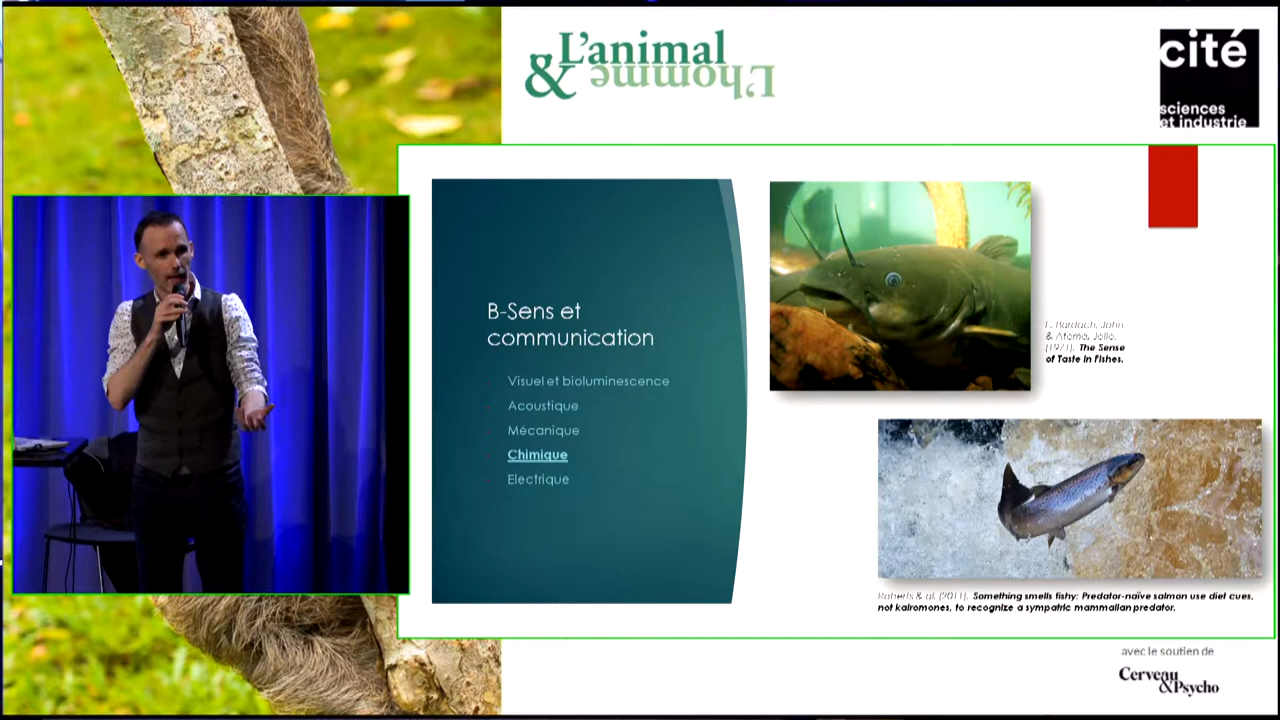 L'animal
& L'homme
cité
sciences
et industrie
B-Sens et
communication
Visuel et bioluminescence
Acoustique
Mécanique
Chimique
Electrique
E. Bardach, John
& Atema, Jelle.
(1971). The Sense
of Taste in Fishes.
Roberts & al. (2011). Something smells fishy: Predator-naïve salmon use diet cues,
not kairomones, to recognize a sympatric mammalian predator.
avec le soutien de
Cerveau
&Psycho